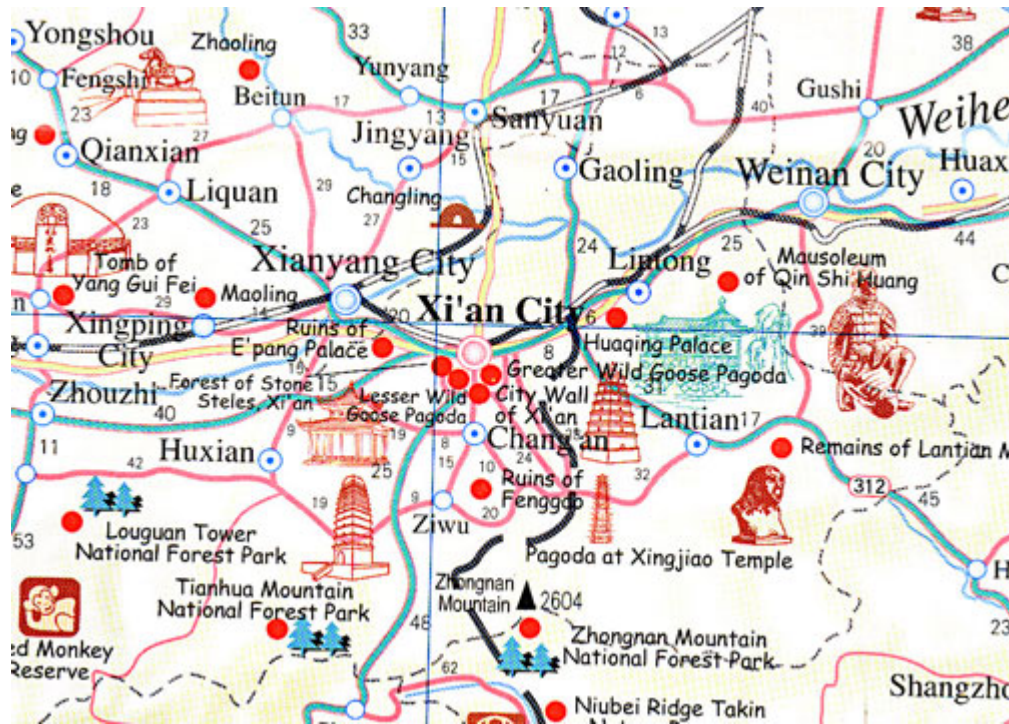 33
13
38
Yongshou
Zhaoling
12
10
Fengshi
Yunyang
17
6
40
Gushi
Beitun
17
13
Sanyuan
Weihe
23
27
Jingyang
15
20
Qianxian
Gaoling
Weinan City
Huax
18
Liquan
29
Changling
23
25
27
24
25
44
Xianyang City
Lintong
Mausoleum
of Qin Shi Huang
Tomb of
Yang Gui Fei
Maoling
29
14
20
Xi'an City
6
39
Xingping
City
Ruins of
E'pang Palace
8
Huaqing Palace
Greater Wild Goose Pagoda
Forest of Stone
Steles, Xi'an
15
Lesser Wild
Goose Pagoda
City Wall
of Xi'an
31
Zhouzhi
40
Lantian
17
11
Huxian
9
19
8
Chang'an
Remains of Lantian M
42
25
15
10
24
32
312
45
19
9
Ruins of
Fenggao
20
Ziwu
53
Louguan Tower
National Forest Park
Pagoda at Xingjiao Temple
H
Tianhua Mountain
National Forest Park
Zhongnan
Mountain
2604
23
48
Zhongnan Mountain
National Forest Park
ed Monkey
Reserve
62
Shangzho
Niubei Ridge Takin